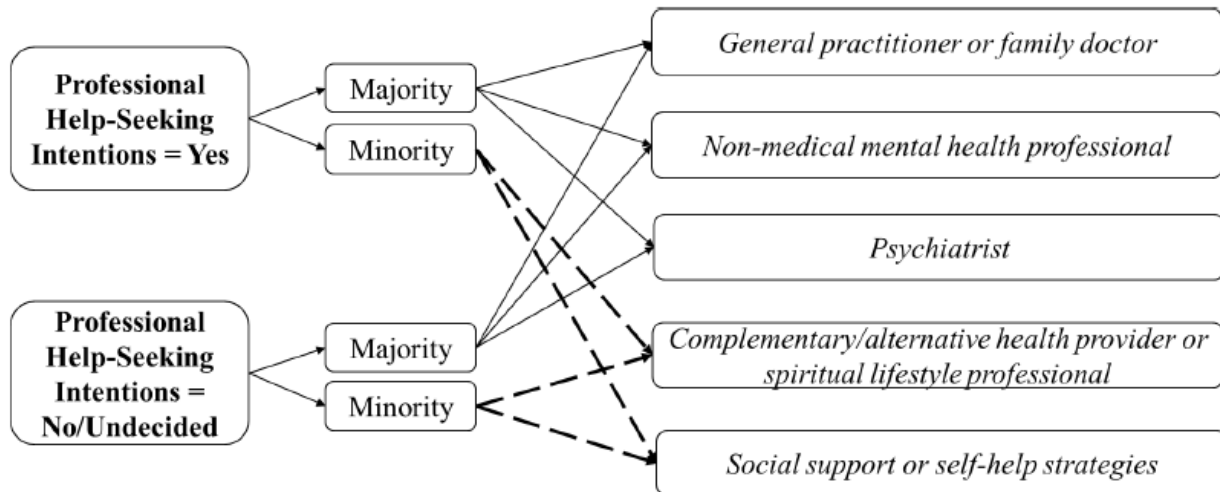 Professional
Help-Seeking
Intentions = Yes
Majority
Minority
General practitioner or family doctor
Non-medical mental health professional
Psychiatrist
Professional
Help-Seeking
Intentions =
No/Undecided
Majority
Minority
Complementary/alternative health provider or
spiritual lifestyle professional
Social support or self-help strategies